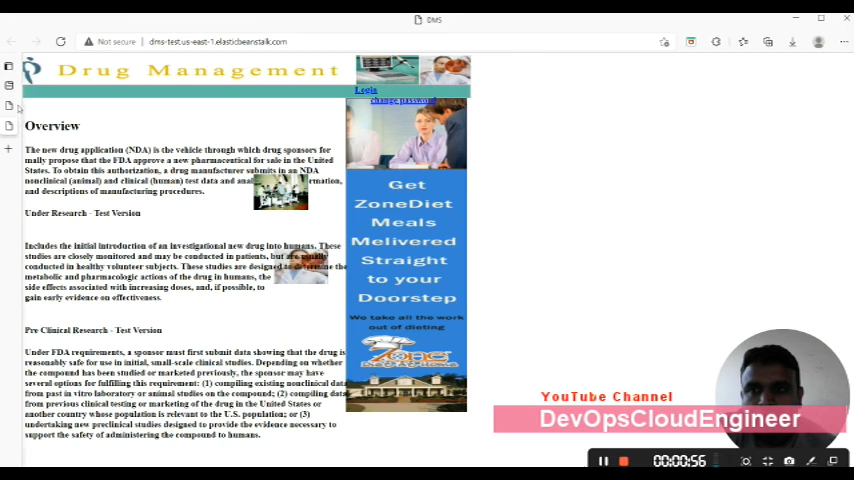 DMS
Not secure
dms-test.us-east-1.elasticbeanstalk.com
Drug Management
Login
change password
Overview
The new drug application (NDA) is the vehicle through which drug sponsors for
mally propose that the FDA approve a new pharmaceutical for sale in the United
States. To obtain this authorization, a drug manufacturer submits in an NDA
nonclinical (animal) and clinical (human) test data and anal rmation,
and descriptions of manufacturing procedures.
Under Research - Test Version
Includes the initial introduction of an investigational new drug into humans. These
studies are closely monitored and may be conducted in patients, but are usually
conducted in healthy volunteer subjects. These studies are designed to determine the
metabolic and pharmacologic actions of the drug in humans, the
side effects associated with increasing doses, and, if possible, to
gain early evidence on effectiveness.
Pre Clinical Research - Test Version
Under FDA requirements, a sponsor must first submit data showing that the drug is
reasonably safe for use in initial, small-scale clinical studies. Depending on whether
the compound has been studied or marketed previously, the sponsor may have
several options for fulfilling this requirement: (1) compiling existing nonclinical data
from past in vitro laboratory or animal studies on the compound; (2) compiling data
from previous clinical testing or marketing of the drug in the United States or
another country whose population is relevant to the U.S. population; or (3)
undertaking new preclinical studies designed to provide the evidence necessary to
support the safety of administering the compound to humans.
Get
ZoneDiet
Meals
Melivered
Straight
to your
Doorstep
We take all the work
out of dieting
YouTube Channel
DevOpsCloudEngineer
00:00:56